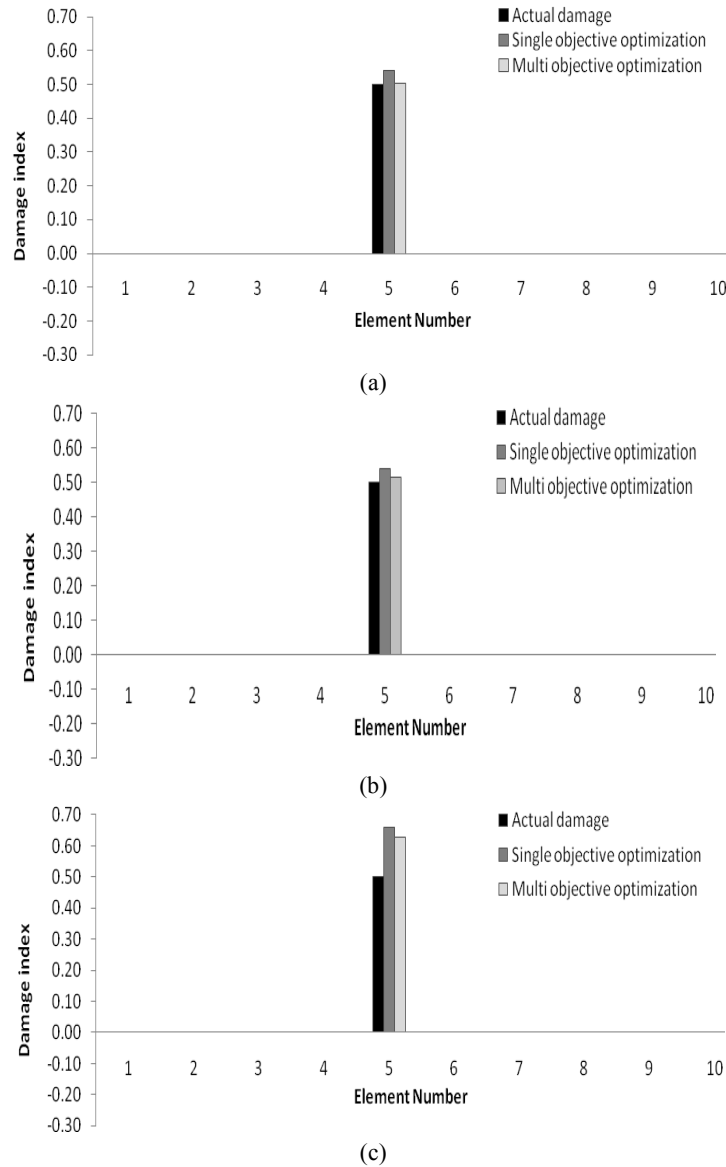 Actual damage
Single objective optimization
Multi objective optimization
Damage index
0.70
0.60
0.50
0.40
0.30
0.20
0.10
0.00
-0.10
-0.20
-0.30
1 2 3 4 5 6 7 8 9 10
Element Number
(a)
Actual damage
Single objective optimization
Multi objective optimization
Damage index
0.70
0.60
0.50
0.40
0.30
0.20
0.10
0.00
-0.10
-0.20
-0.30
1 2 3 4 5 6 7 8 9 10
Element Number
(b)
Actual damage
Single objective optimization
Multi objective optimization
Damage index
0.70
0.60
0.50
0.40
0.30
0.20
0.10
0.00
-0.10
-0.20
-0.30
1 2 3 4 5 6 7 8 9 10
Element Number
(c)